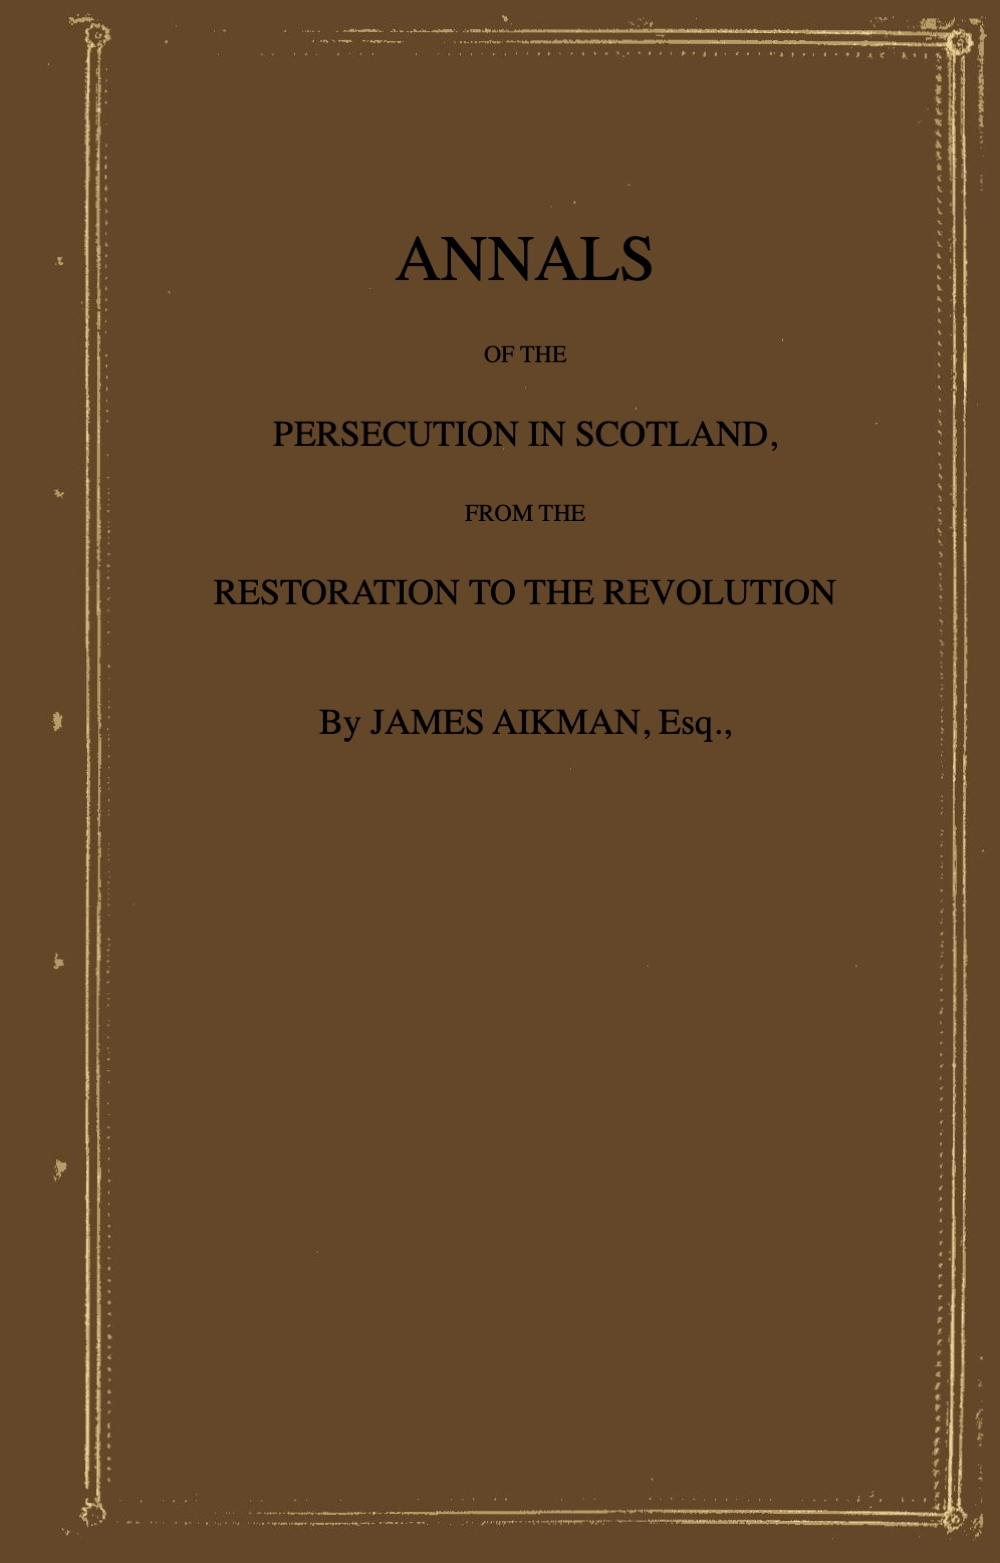 ANNALS
OF THE
PERSECUTION IN SCOTLAND,
FROM THE
RESTORATION TO THE REVOLUTION
By JAMES AIKMAN, Esq.,